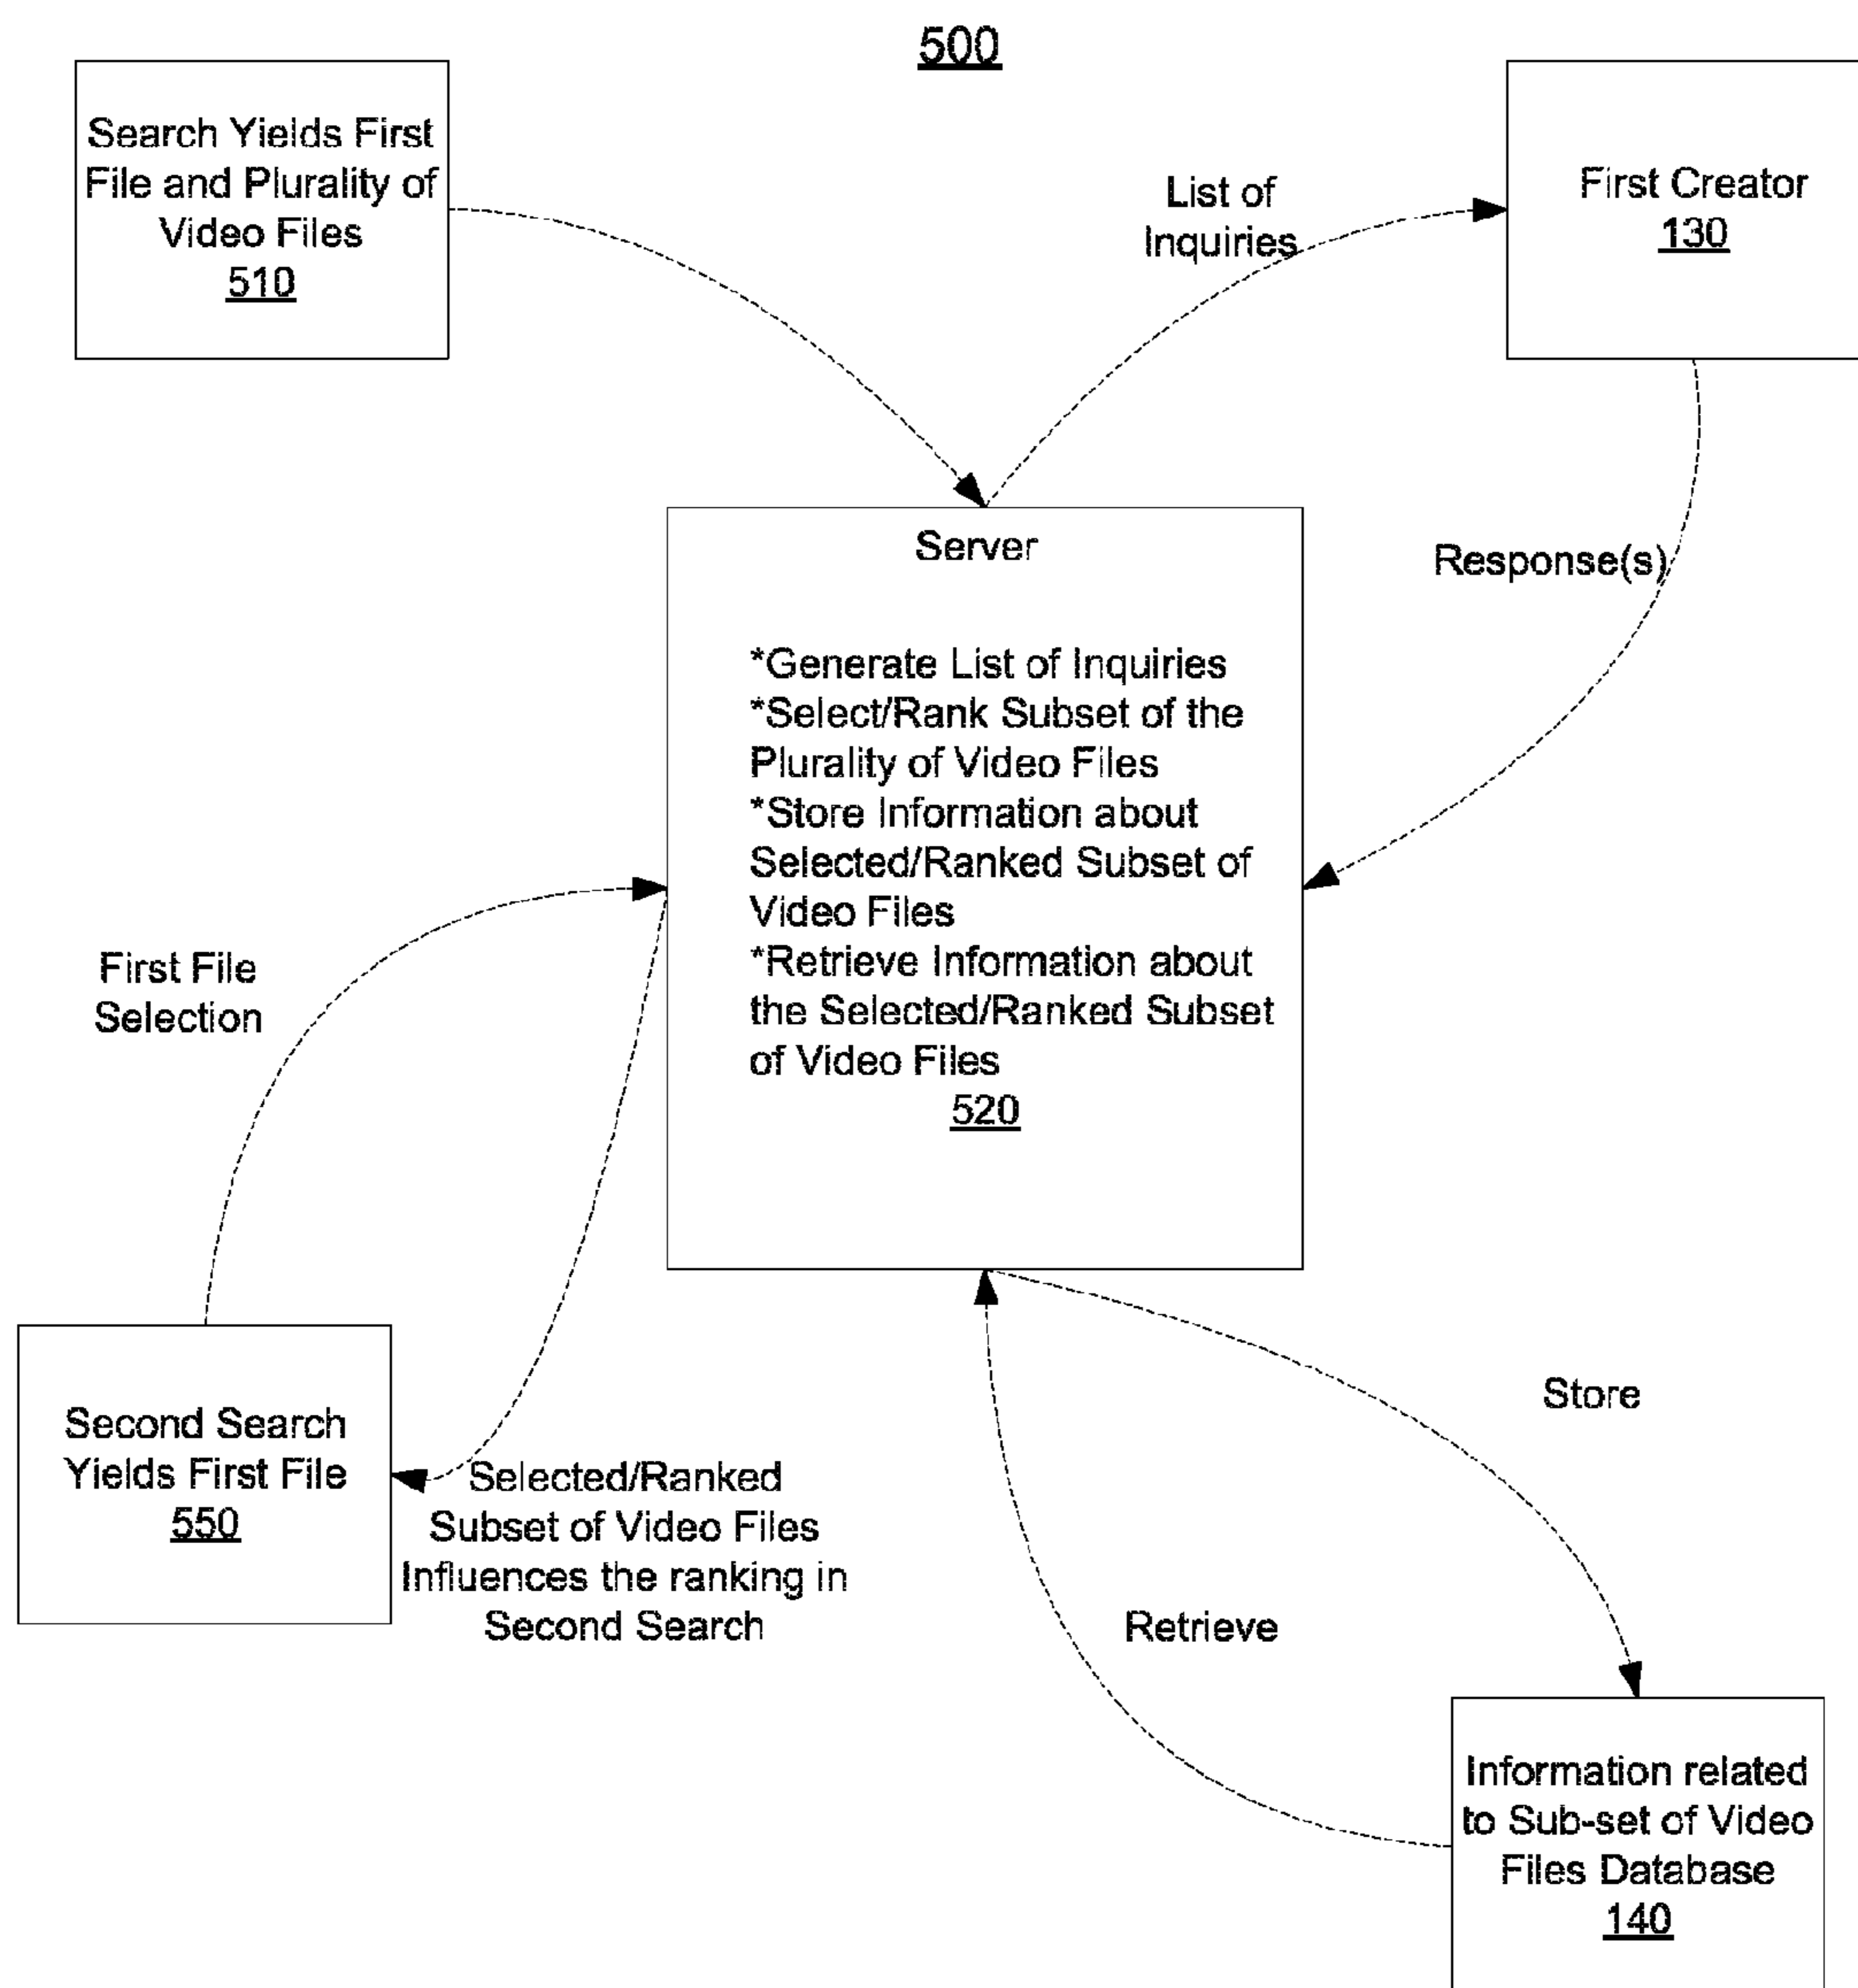 500
Search Yields First
File and Plurality of
Video Files
510
List of
Inquiries
First Creator
130
Response(s)
Server
*Generate List of Inquiries
*Select/Rank Subset of the
Plurality of Video Files
*Store Information about
Selected/Ranked Subset of
Video Files
*Retrieve Information about
the Selected/Ranked Subset
of Video Files
520
First File
Selection
Second Search
Yields First File
550
Selected/Ranked
Subset of Video Files
Influences the ranking in
Second Search
Store
Retrieve
Information related
to Sub-set of Video
Files Database
140